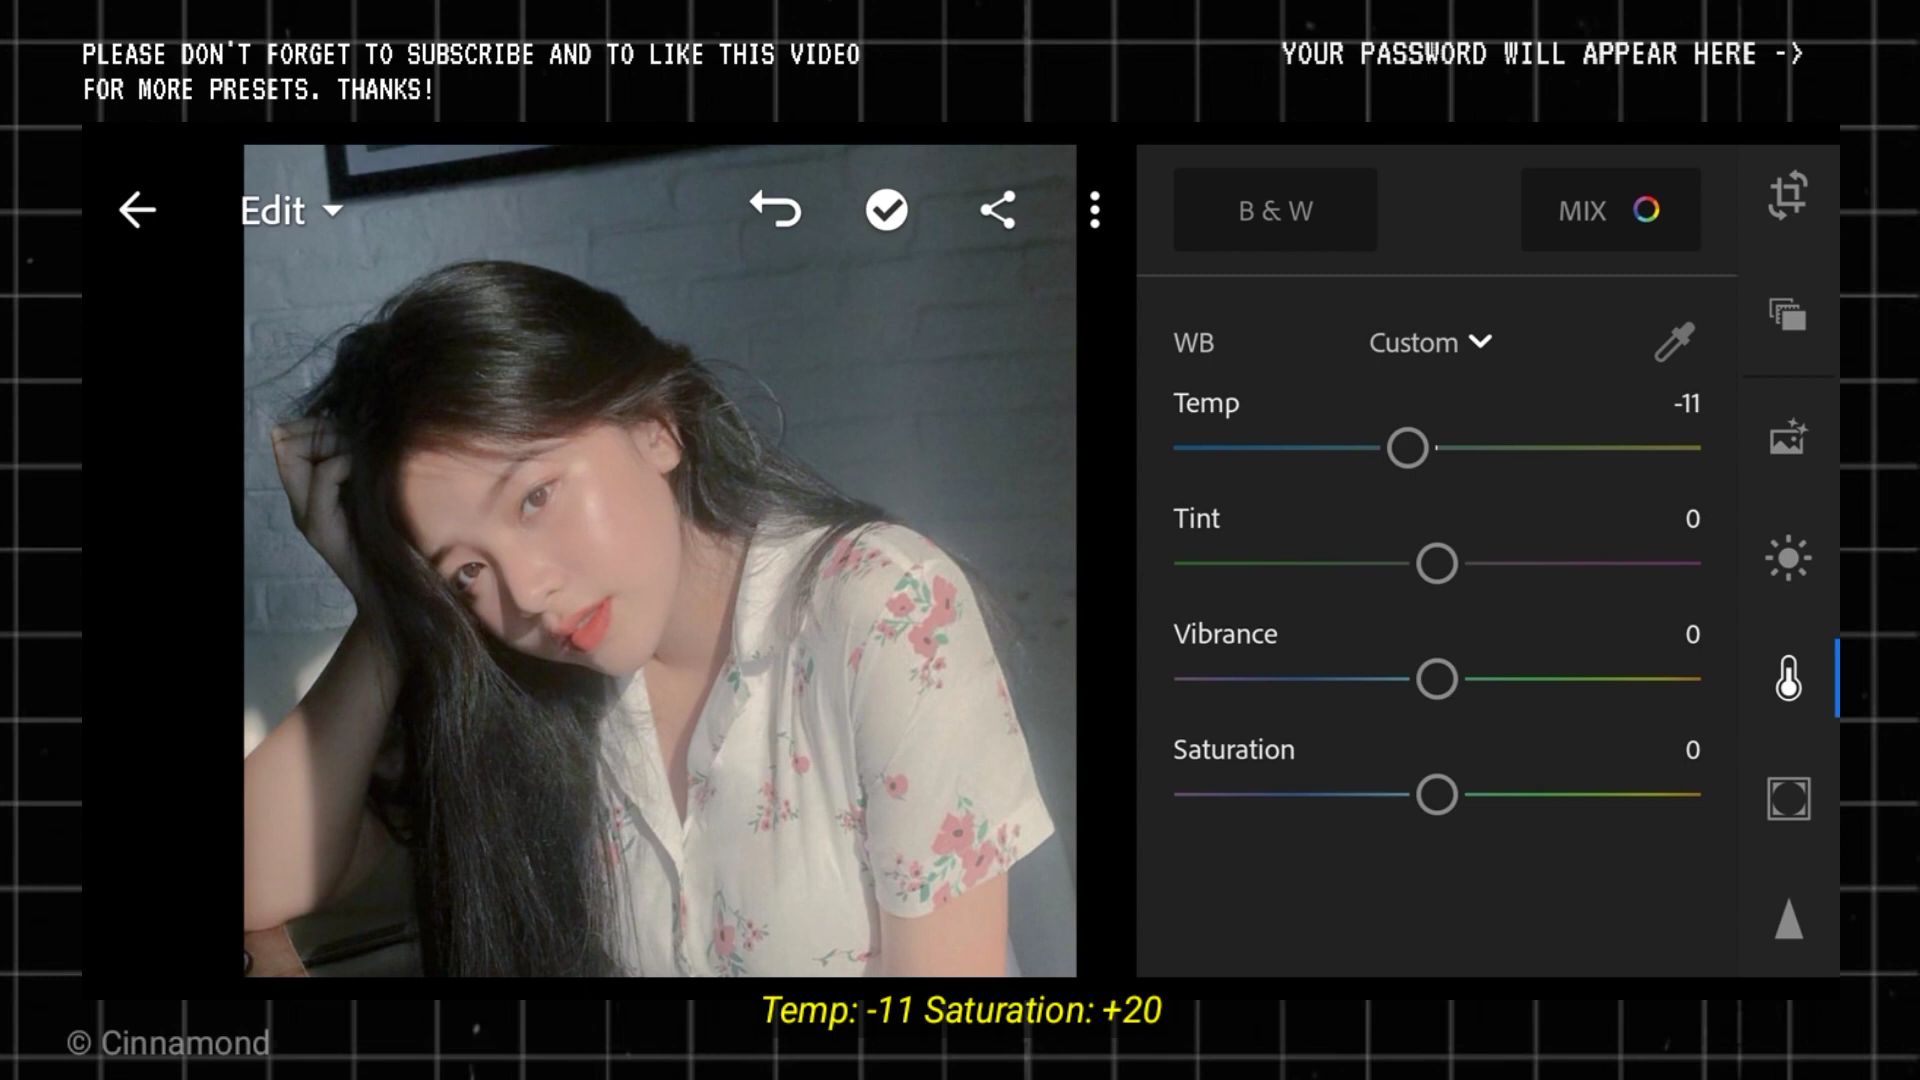 PLEASE DON'T FORGET TO SUBSCRIBE AND TO LIKE THIS VIDEO
FOR MORE PRESETS. THANKS!
YOUR PASSWORD WILL APPEAR HERE ->
Edit
B & W
MIX
WB
Custom
Temp
-11
Tint
0
Vibrance
0
Saturation
0
Temp: -11 Saturation: +20
© Cinnamond